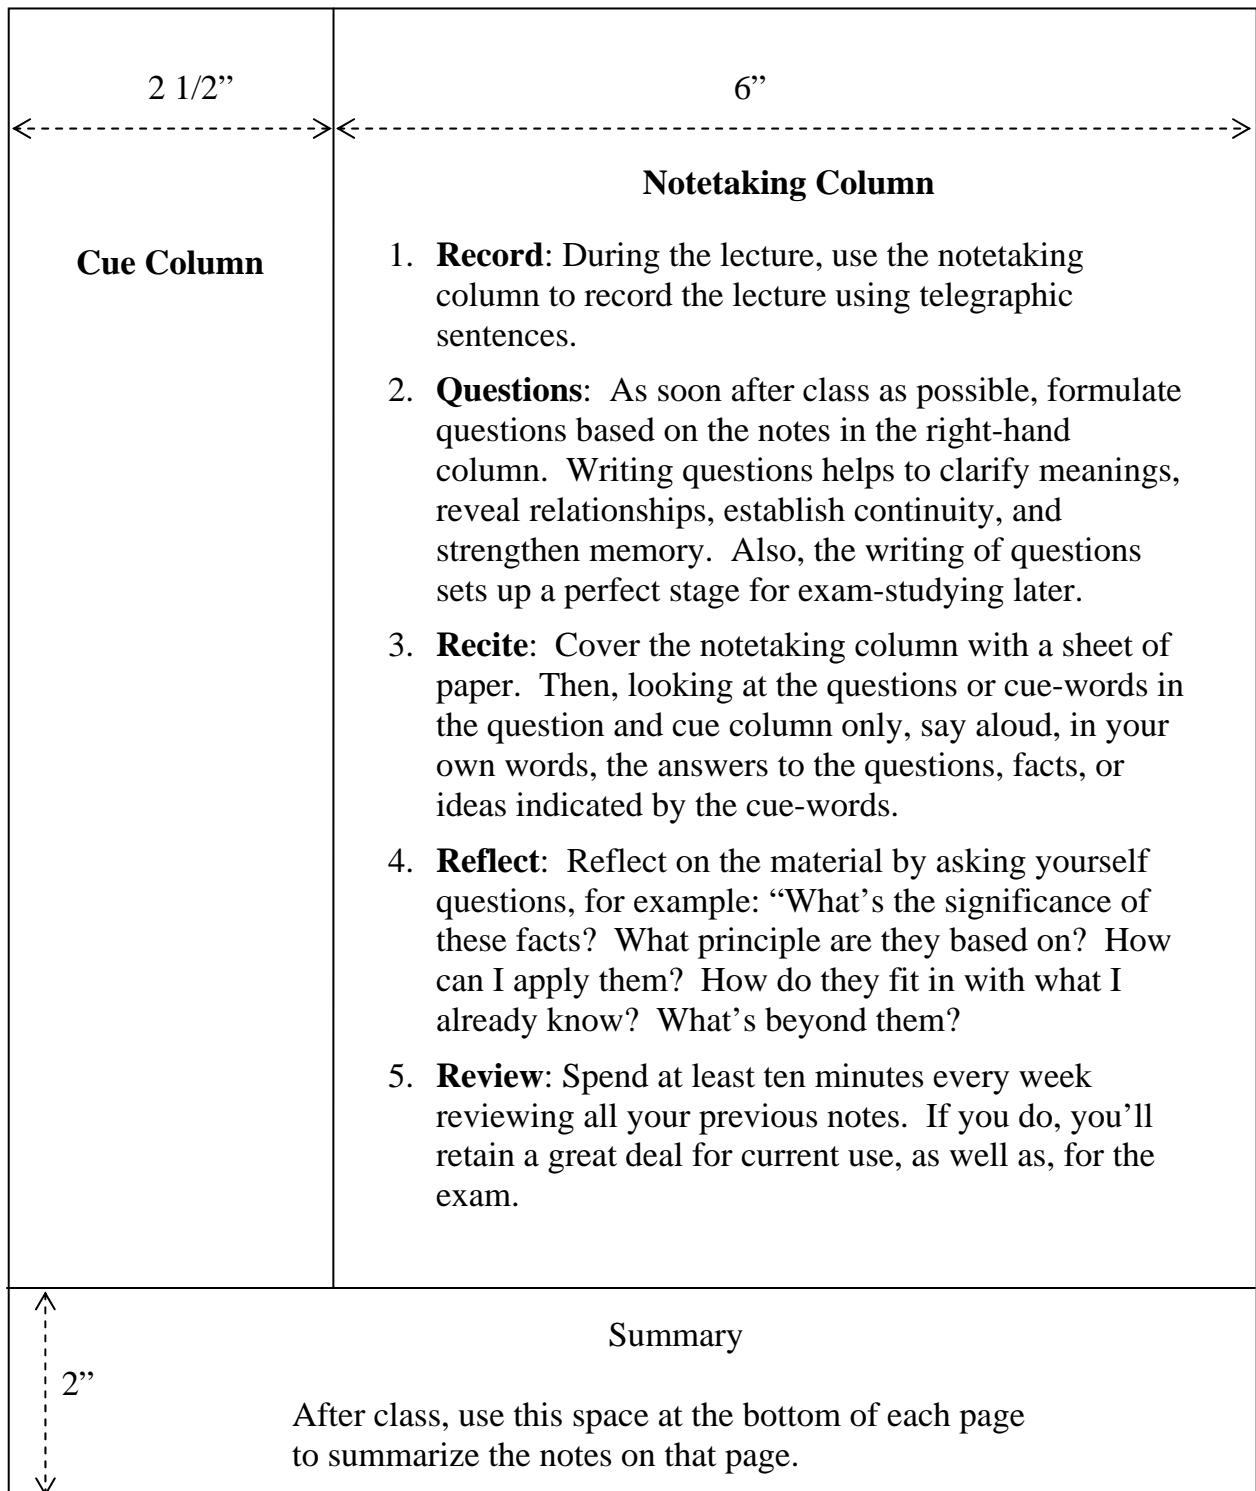 2 1/2”
6”
Notetaking Column
Cue Column
1. Record: During the lecture, use the notetaking
column to record the lecture using telegraphic
sentences.
2. Questions: As soon after class as possible, formulate
questions based on the notes in the right-hand
column. Writing questions helps to clarify meanings,
reveal relationships, establish continuity, and
strengthen memory. Also, the writing of questions
sets up a perfect stage for exam-studying later.
3. Recite: Cover the notetaking column with a sheet of
paper. Then, looking at the questions or cue-words in
the question and cue column only, say aloud, in your
own words, the answers to the questions, facts, or
ideas indicated by the cue-words.
4. Reflect: Reflect on the material by asking yourself
questions, for example: “What’s the significance of
these facts? What principle are they based on? How
can I apply them? How do they fit in with what I
already know? What’s beyond them?
5. Review: Spend at least ten minutes every week
reviewing all your previous notes. If you do, you’ll
retain a great deal for current use, as well as, for the
exam.
Summary
2”
After class, use this space at the bottom of each page
to summarize the notes on that page.